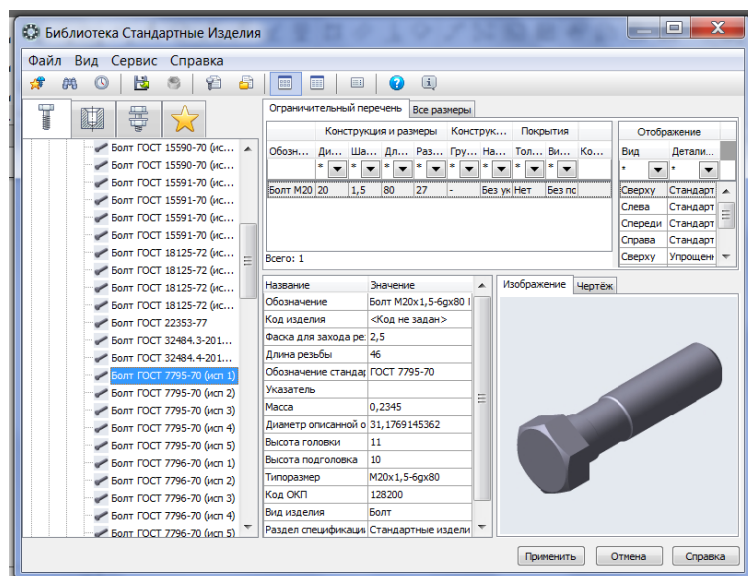 Библиотека Стандартные Изделия
Файл Вид Сервис Справка
Ограничительный перечень Все размеры
Конструкция и размеры Конструк... Покрытия
Обозн... Ди... Ша... Дл... Раз... Гру... На... Тол... Ви... Ко...
* * * * * * * *
Болт М20 20 1,5 80 27 - Без ук Нет Без пс
Всего: 1
Отображение
Вид Детали...
* *
Сверху Стандарт
Слева Стандарт
Спереди Стандарт
Справа Стандарт
Сверху Упрощенн
Болт ГОСТ 15590-70 (ис...
Болт ГОСТ 15590-70 (ис...
Болт ГОСТ 15591-70 (ис...
Болт ГОСТ 15591-70 (ис...
Болт ГОСТ 15591-70 (ис...
Болт ГОСТ 15591-70 (ис...
Болт ГОСТ 18125-72 (ис...
Болт ГОСТ 18125-72 (ис...
Болт ГОСТ 18125-72 (ис...
Болт ГОСТ 18125-72 (ис...
Болт ГОСТ 22353-77
Болт ГОСТ 32484.3-201...
Болт ГОСТ 32484.4-201...
Болт ГОСТ 7795-70 (исп 1)
Болт ГОСТ 7795-70 (исп 2)
Болт ГОСТ 7795-70 (исп 3)
Болт ГОСТ 7795-70 (исп 4)
Болт ГОСТ 7795-70 (исп 5)
Болт ГОСТ 7796-70 (исп 1)
Болт ГОСТ 7796-70 (исп 2)
Болт ГОСТ 7796-70 (исп 3)
Болт ГОСТ 7796-70 (исп 4)
Болт ГОСТ 7796-70 (исп 5)
Название Значение
Обозначение Болт М20х1,5-6gх80
Код изделия <Код не задан>
Фаска для захода рез 2,5
Длина резьбы 46
Обозначение стандар ГОСТ 7795-70
Указатель
Масса 0,2345
Диаметр описанной о 31,1769145362
Высота головки 11
Высота подголовка 10
Типоразмер М20х1,5-6gх80
Код ОКП 128200
Вид изделия Болт
Раздел спецификаци Стандартные издели
Изображение Чертёж
Применить Отмена Справка